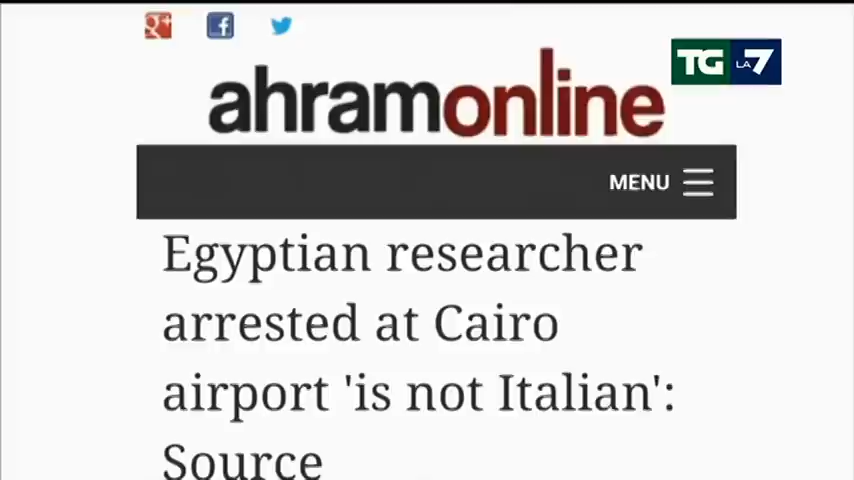 TG LA7
ahramonline
MENU
Egyptian researcher
arrested at Cairo
airport 'is not Italian':
Source